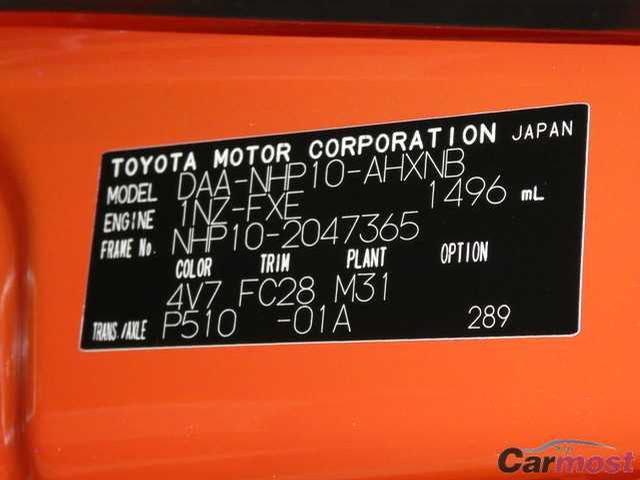 TOYOTA MOTOR CORPORATION JAPAN
MODEL DAA-NHP10-AHXNB
ENGINE 1NZ-FXE 1496 mL
FRAME No. NHP10-2047365
COLOR TRIM PLANT OPTION
4V7 FC28 M31
TRANS./AXLE P510 -01A 289
Carmost